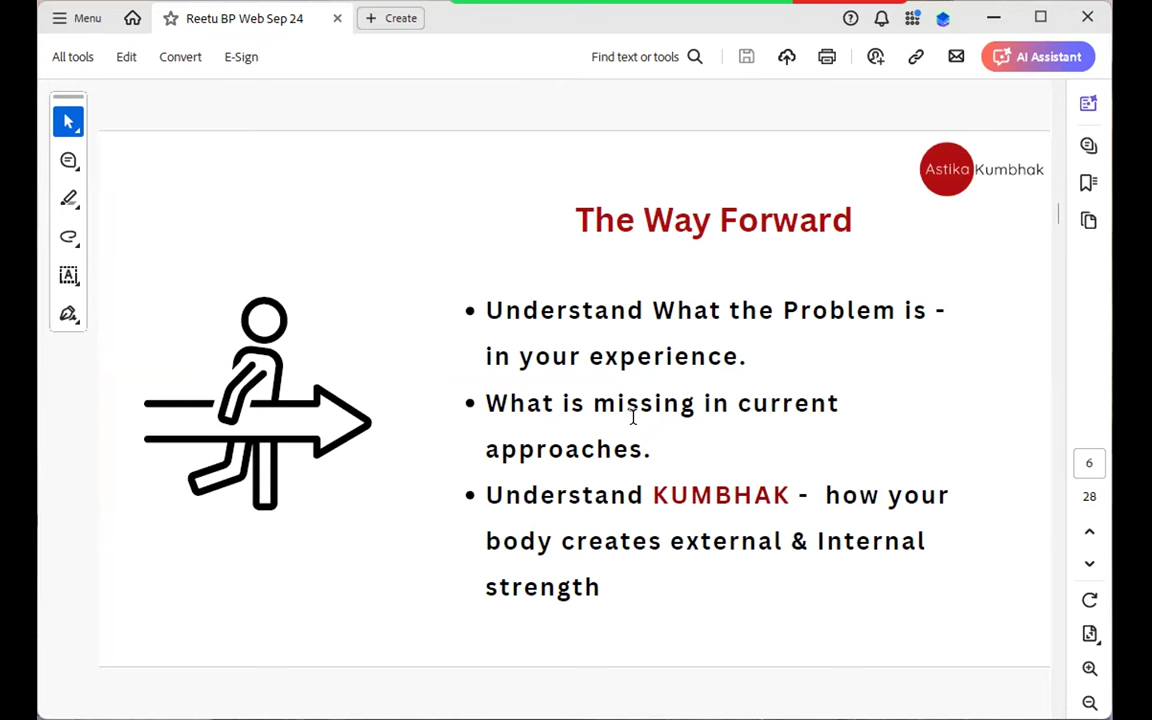 Menu
Reetu BP Web Sep 24
Create
All tools
Edit
Convert
E-Sign
Find text or tools
AI Assistant
Astika Kumbhak
The Way Forward
• Understand What the Problem is -
in your experience.
• What is missing in current
approaches.
• Understand KUMBHAK - how your
body creates external & Internal
strength
6
28